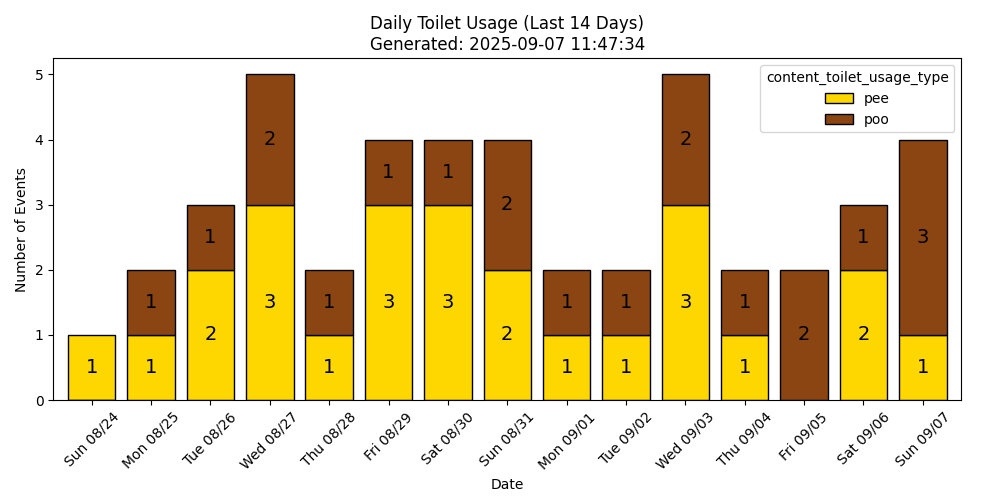 Daily Toilet Usage (Last 14 Days)
Generated: 2025-09-07 11:47:34
content_toilet_usage_type
pee
poo
Number of Events
5
4
3
2
1
0
1
1
1
2
1
3
2
1
1
3
1
3
1
2
2
1
1
1
1
3
2
1
1
2
2
1
1
3
Sun 08/24
Mon 08/25
Tue 08/26
Wed 08/27
Thu 08/28
Fri 08/29
Sat 08/30
Sun 08/31
Mon 09/01
Tue 09/02
Wed 09/03
Thu 09/04
Fri 09/05
Sat 09/06
Sun 09/07
Date